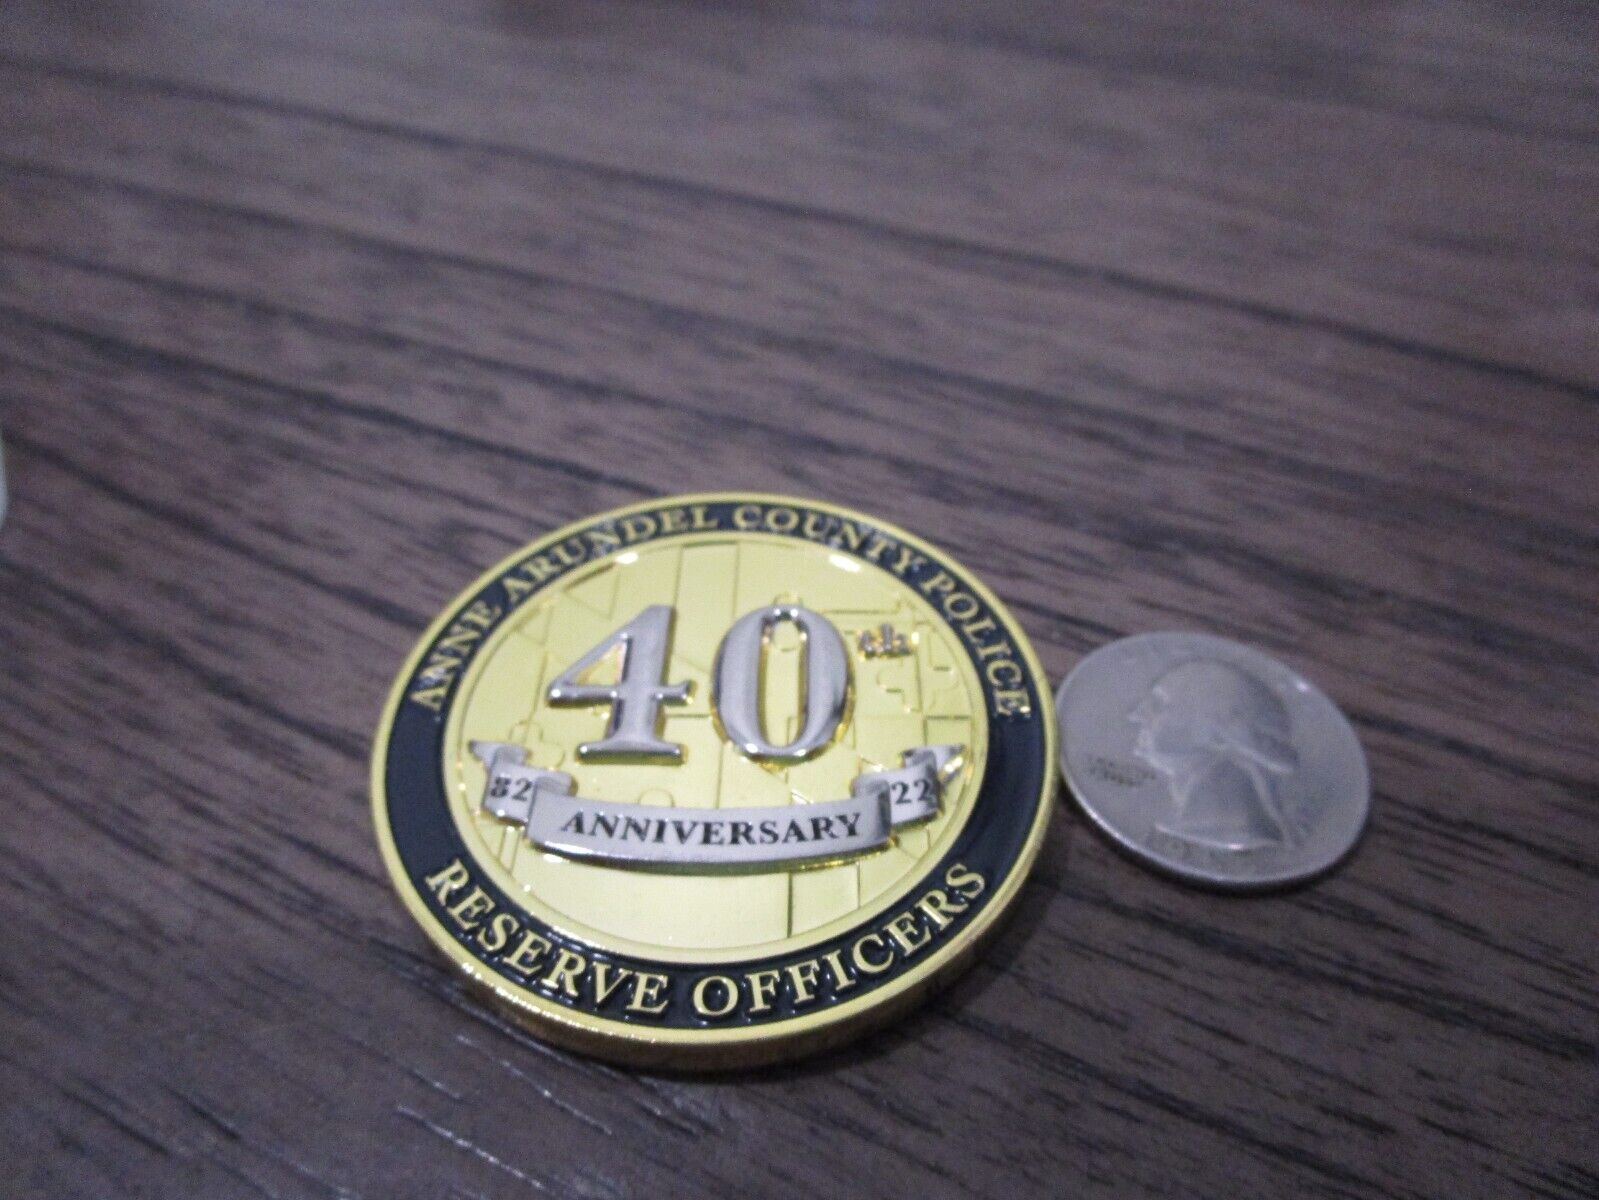 ANNE ARUNDEL COUNTY POLICE
40th
82 ANNIVERSARY 22
RESERVE OFFICERS